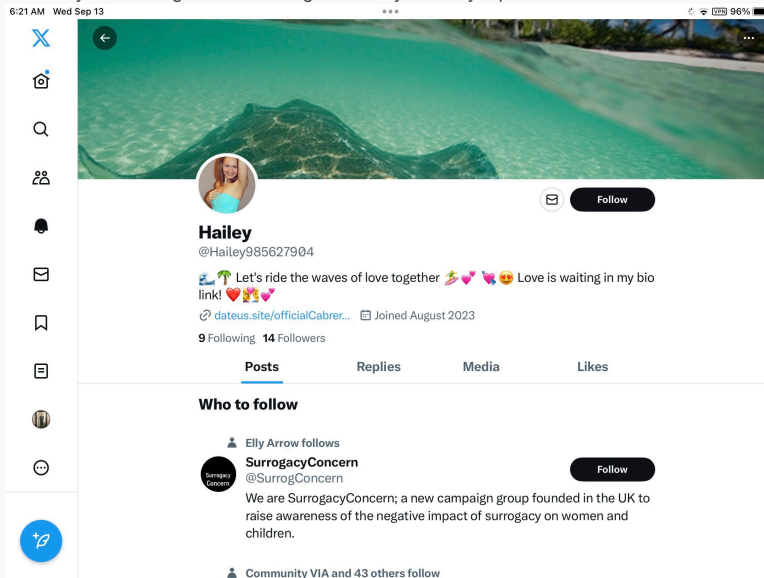 6:21 AM Wed Sep 13
VPN 96%
Follow
Hailey
@Hailey985627904
🌊🌴 Let's ride the waves of love together 🏄💕 💘😍 Love is waiting in my bio
link! ❤️💏💕
dateus.site/officialCabrer... Joined August 2023
9 Following 14 Followers
Posts Replies Media Likes
Who to follow
Elly Arrow follows
SurrogacyConcern
@SurrogConcern
Follow
Surrogacy
Concern
We are SurrogacyConcern; a new campaign group founded in the UK to
raise awareness of the negative impact of surrogacy on women and
children.
Community VIA and 43 others follow